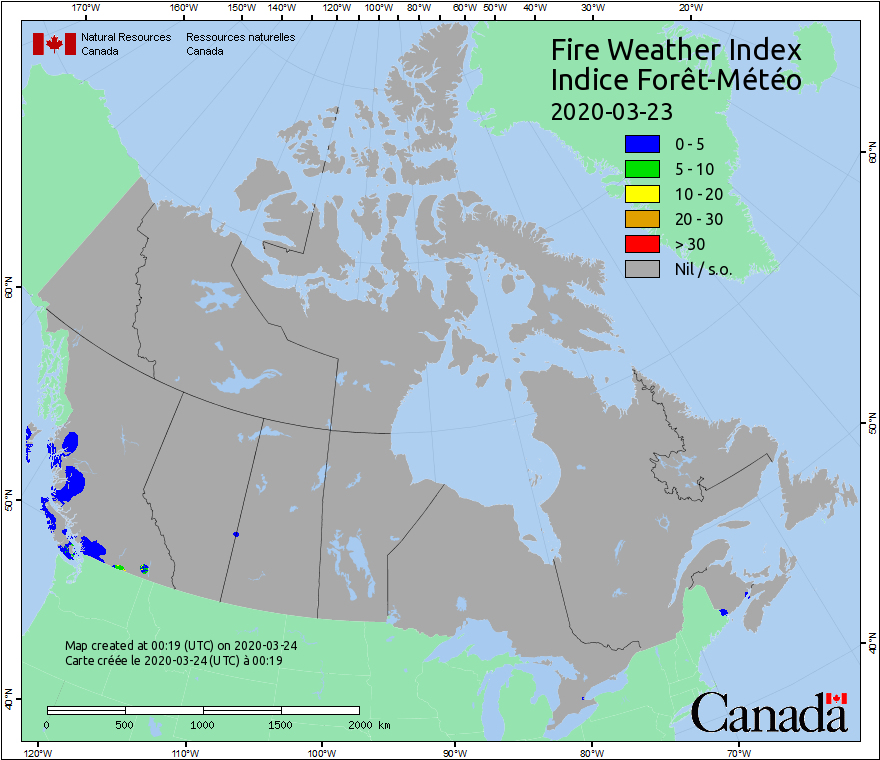 170°W 160°W 150°W 140°W 130°W 120°W 110°W 100°W 90°W 80°W 60°W 50°W 40°W 30°W 20°W
Natural Resources Canada
Ressources naturelles Canada
Fire Weather Index
Indice Forêt-Météo
2020-03-23
0 - 5
5 - 10
10 - 20
20 - 30
> 30
Nil / s.o.
60°N
50°N
40°N
60°N
50°N
40°N
Map created at 00:19 (UTC) on 2020-03-24
Carte créée le 2020-03-24 (UTC) à 00:19
0 500 1000 1500 2000 km
Canada
120°W 110°W 100°W 90°W 80°W 70°W